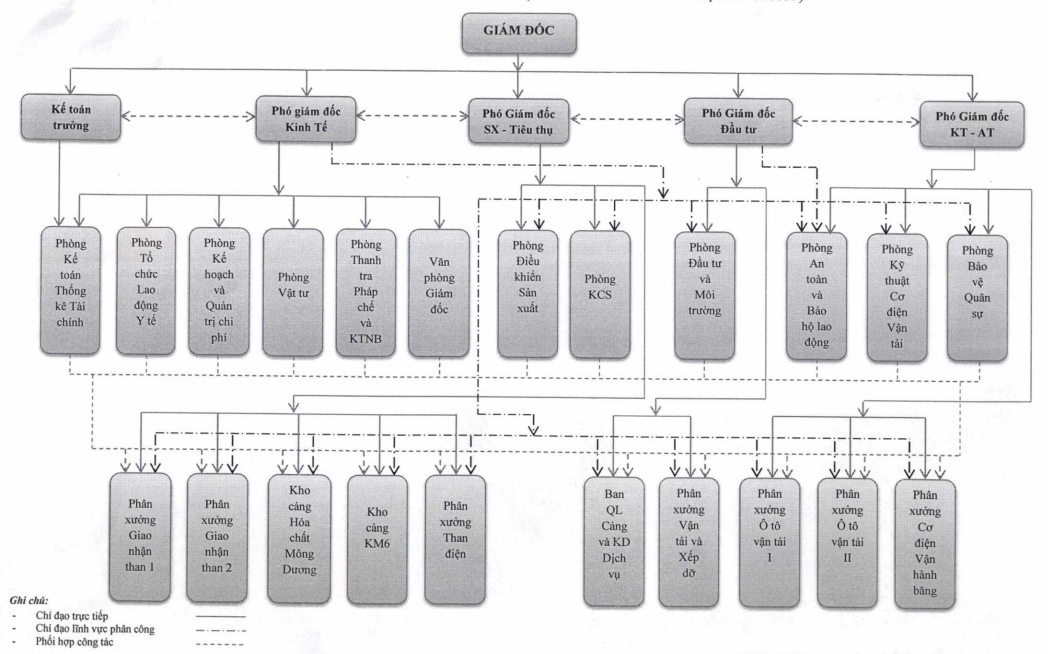 GIÁM ĐỐC
Kế toán
trưởng
Phó giám đốc
Kinh Tế
Phó Giám đốc
SX - Tiêu thụ
Phó Giám đốc
Đầu tư
Phó Giám đốc
KT - AT
Phòng
Kế
toán
Thống
kê Tài
chính
Phòng
Tổ
chức
Lao
động
Y tế
Phòng
Kế
hoạch
và
Quản
trị chi
phí
Phòng
Vật tư
Phòng
Thanh
tra
Pháp
chế
và
KTNB
Văn
phòng
Giám
đốc
Phòng
Điều
khiển
Sản
xuất
Phòng
KCS
Phòng
Đầu tư
và
Môi
trường
Phòng
An
toàn
và
Bảo
hộ lao
động
Phòng
Kỹ
thuật
Cơ
điện
Vận
tải
Phòng
Bảo
vệ
Quân
sự
Phân
xưởng
Giao
nhận
than 1
Phân
xưởng
Giao
nhận
than 2
Kho
cảng
Hóa
chất
Mông
Dương
Kho
cảng
KM6
Phân
xưởng
Than
điện
Ban
QL
Cảng
và KD
Dịch
vụ
Phân
xưởng
Vận
tải và
Xếp
dỡ
Phân
xưởng
Ô tô
vận tải
I
Phân
xưởng
Ô tô
vận tải
II
Phân
xưởng
Cơ
điện
Vận
hành
băng
Ghi chú:
- Chỉ đạo trực tiếp
- Chỉ đạo lĩnh vực phân công
- Phối hợp công tác